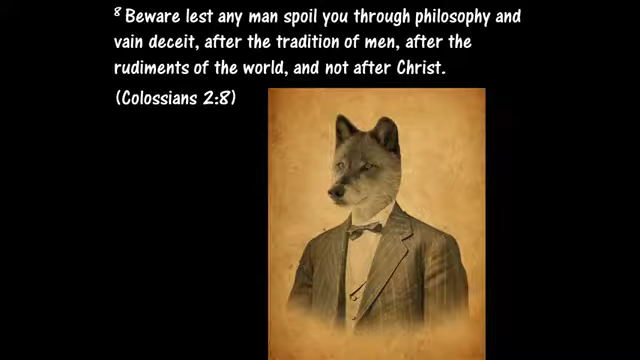 8 Beware lest any man spoil you through philosophy and
vain deceit, after the tradition of men, after the
rudiments of the world, and not after Christ.
(Colossians 2:8)